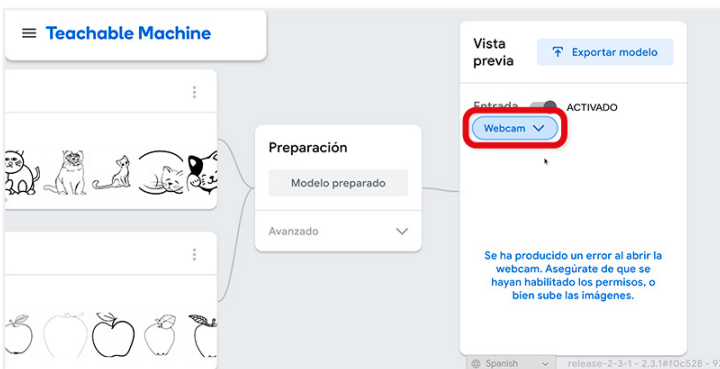 Teachable Machine
Preparación
Modelo preparado
Avanzado
Vista
previa
Exportar modelo
Entrada
ACTIVADO
Webcam
Se ha producido un error al abrir la
webcam. Asegúrate de que se
hayan habilitado los permisos, o
bien sube las imágenes.
Spanish
release-2-3-1 - 2.3.1#f0c528 -